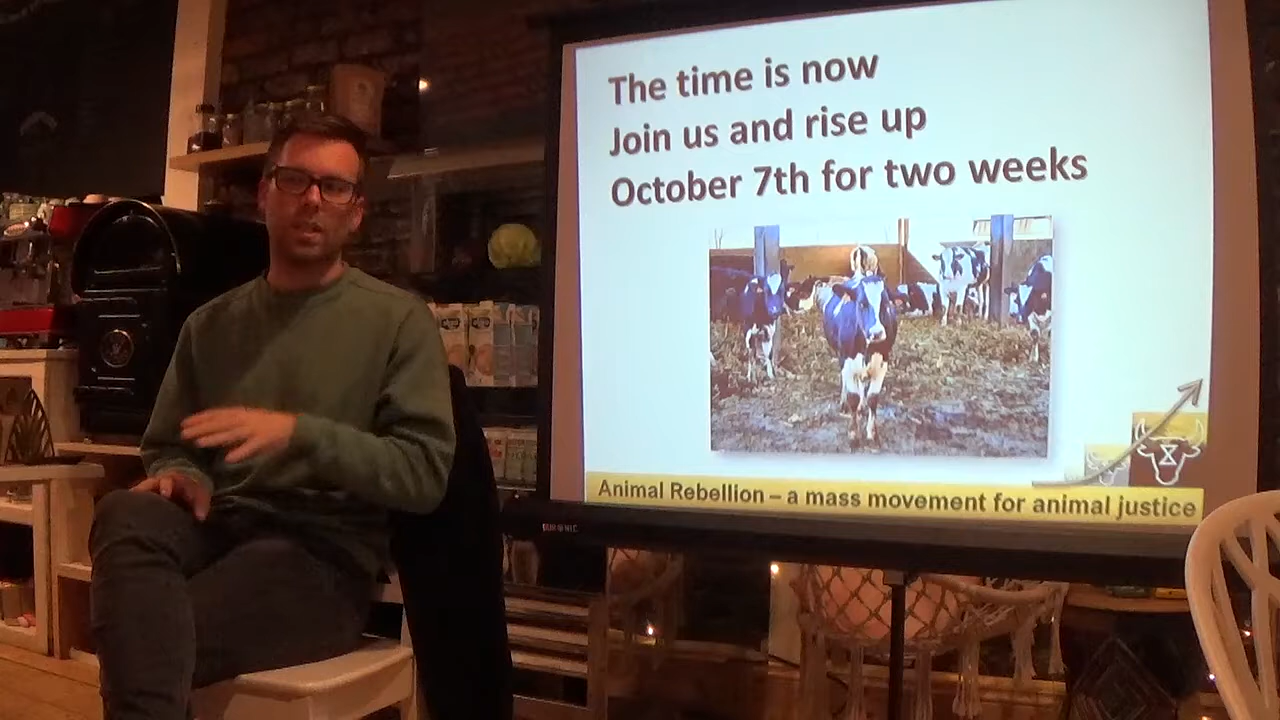 The time is now
Join us and rise up
October 7th for two weeks
Animal Rebellion – a mass movement for animal justice